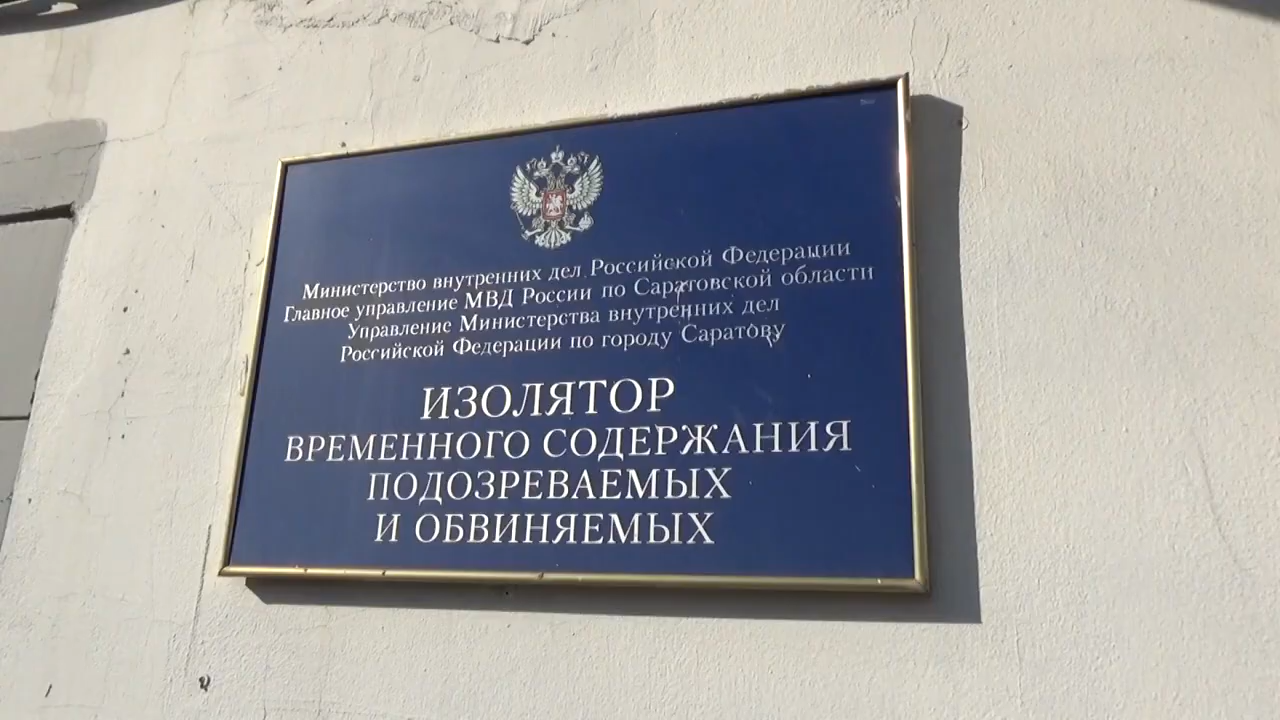 Министерство внутренних дел Российской Федерации
Главное управление МВД России по Саратовской области
Управление Министерства внутренних дел
Российской Федерации по городу Саратову
ИЗОЛЯТОР
ВРЕМЕННОГО СОДЕРЖАНИЯ
ПОДОЗРЕВАЕМЫХ
И ОБВИНЯЕМЫХ